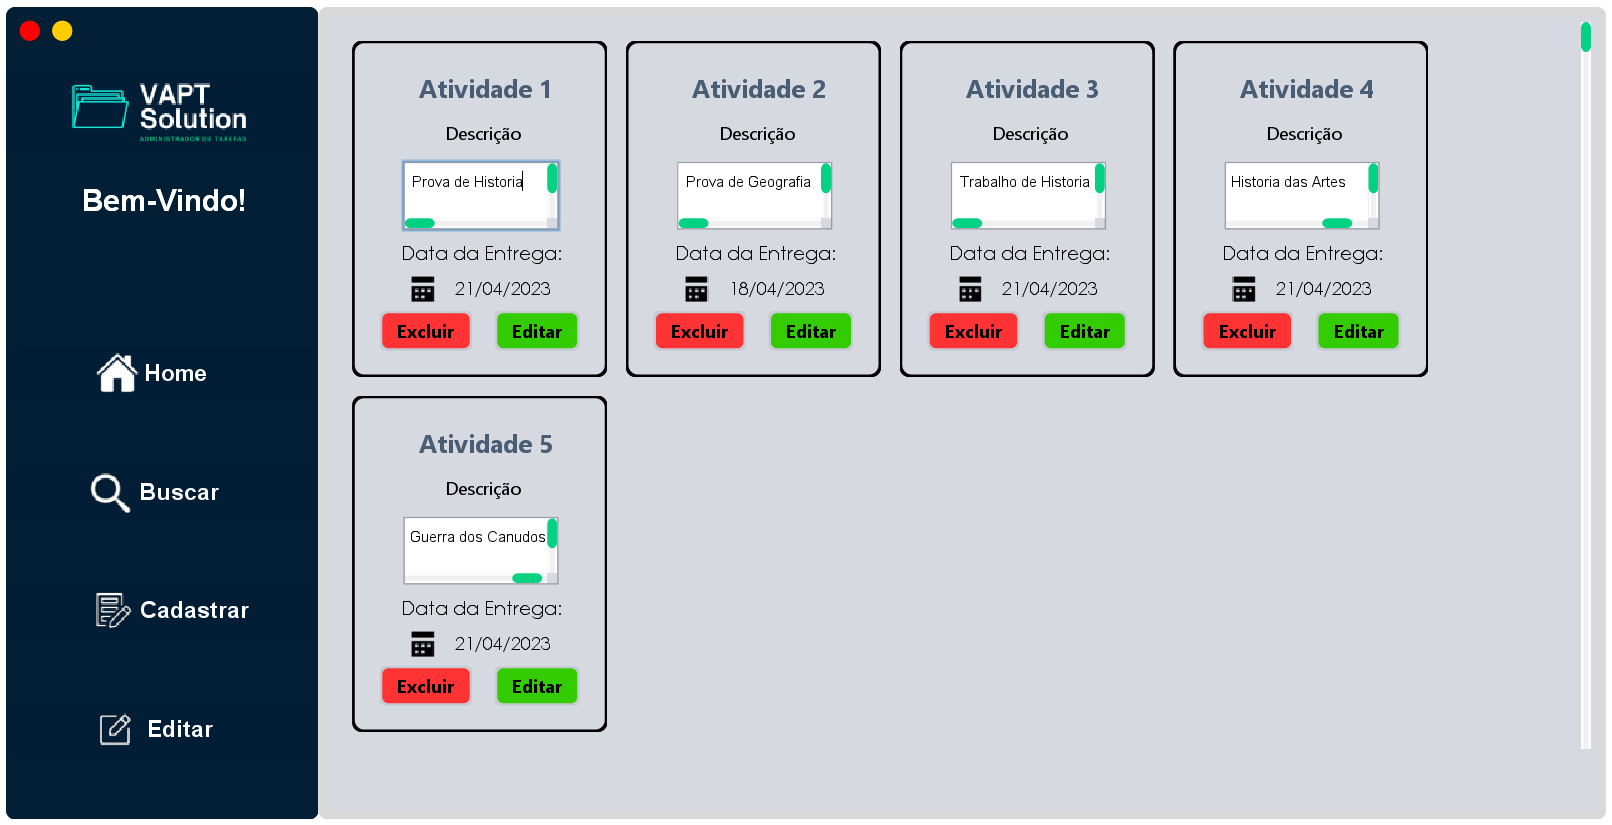 VAPT
Solution
ADMINISTRADOR DE TAREFAS
Bem-Vindo!
Home
Buscar
Cadastrar
Editar
Atividade 1
Descrição
Prova de Historia
Data da Entrega:
21/04/2023
Excluir
Editar
Atividade 2
Descrição
Prova de Geografia
Data da Entrega:
18/04/2023
Excluir
Editar
Atividade 3
Descrição
Trabalho de Historia
Data da Entrega:
21/04/2023
Excluir
Editar
Atividade 4
Descrição
Historia das Artes
Data da Entrega:
21/04/2023
Excluir
Editar
Atividade 5
Descrição
Guerra dos Canudos
Data da Entrega:
21/04/2023
Excluir
Editar